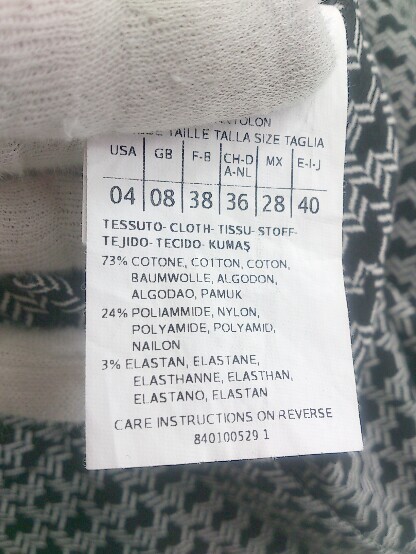 TAILLE TALLA SIZE TAGLIA
USA GB F-B CH-D A-NL MX E-I-J
04 08 38 36 28 40
TESSUTO- CLOTH- TISSU- STOFF-
TEJIDO- TECIDO- KUMAŞ
73% COTONE, COTTON, COTON,
BAUMWOLLE, ALGODON,
ALGODAO, PAMUK
24% POLIAMMIDE, NYLON,
POLYAMIDE, POLYAMID,
NAILON
3% ELASTAN, ELASTANE,
ELASTHANNE, ELASTHAN,
ELASTANO, ELASTAN
CARE INSTRUCTIONS ON REVERSE
840100529 1